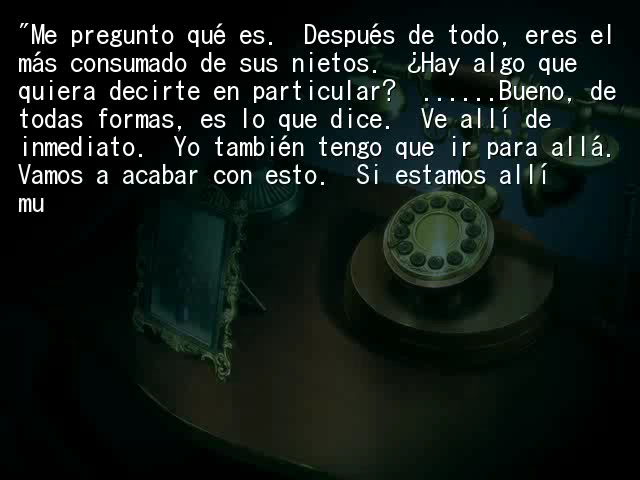 "Me pregunto qué es.  Después de todo, eres el
más consumado de sus nietos.  ¿Hay algo que
quiera decirte en particular?  ......Bueno, de
todas formas, es lo que dice.  Ve allí de
inmediato.  Yo también tengo que ir para allá.
Vamos a acabar con esto.  Si estamos allí
mu